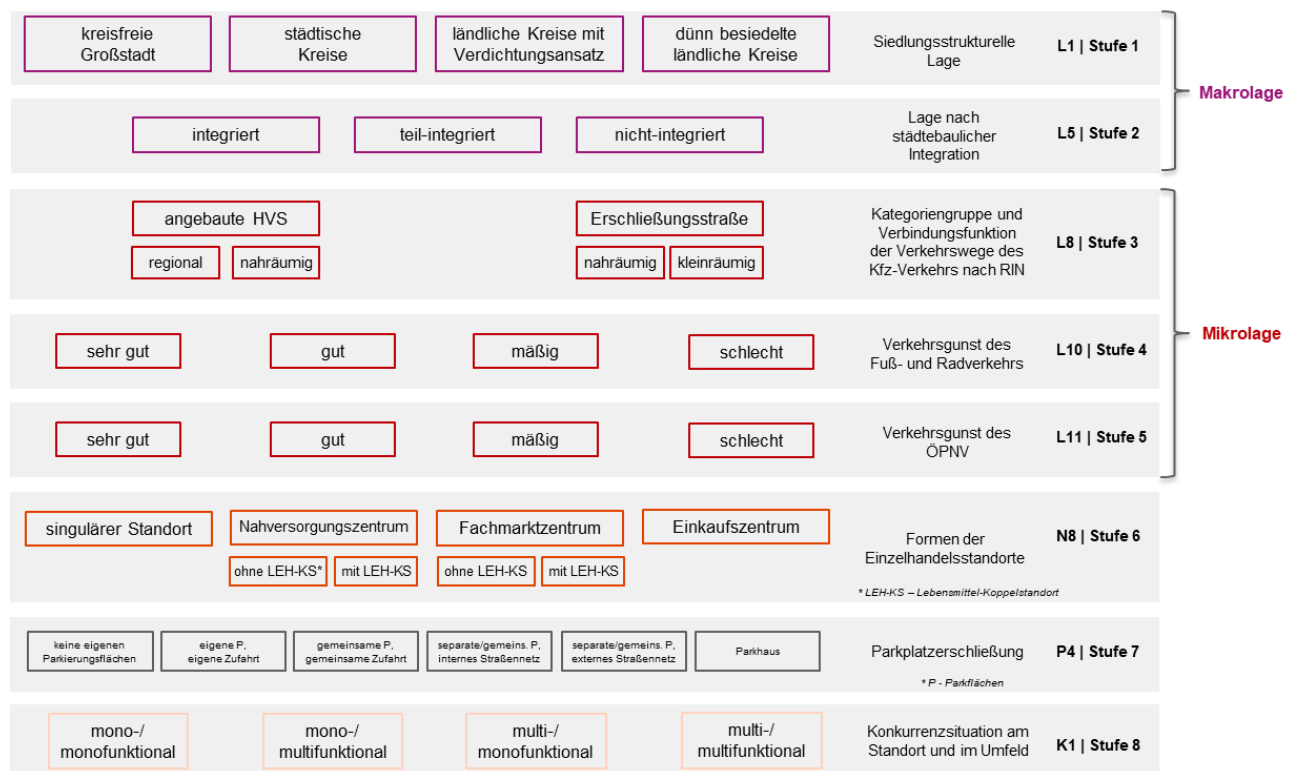 kreisfreie
Großstadt
städtische
Kreise
ländliche Kreise mit
Verdichtungsansatz
dünn besiedelte
ländliche Kreise
Siedlungsstrukturelle
Lage
L1 | Stufe 1
Makrolage
integriert
teil-integriert
nicht-integriert
Lage nach
städtebaulicher
Integration
L5 | Stufe 2
angebaute HVS
regional
nahräumig
Erschließungsstraße
nahräumig
kleinräumig
Kategoriengruppe und
Verbindungsfunktion
der Verkehrswege des
Kfz-Verkehrs nach RIN
L8 | Stufe 3
Mikrolage
sehr gut
gut
mäßig
schlecht
Verkehrsgunst des
Fuß- und Radverkehrs
L10 | Stufe 4
sehr gut
gut
mäßig
schlecht
Verkehrsgunst des
ÖPNV
L11 | Stufe 5
singulärer Standort
Nahversorgungszentrum
ohne LEH-KS*
mit LEH-KS
Fachmarktzentrum
ohne LEH-KS
mit LEH-KS
Einkaufszentrum
Formen der
Einzelhandelsstandorte
N8 | Stufe 6
* LEH-KS – Lebensmittel-Koppelstandort
keine eigenen
Parkierungsflächen
eigene P,
eigene Zufahrt
gemeinsame P,
gemeinsame Zufahrt
separate/gemeins. P,
internes Straßennetz
separate/gemeins. P,
externes Straßennetz
Parkhaus
Parkplatzerschließung
P4 | Stufe 7
* P - Parkflächen
mono-/
monofunktional
mono-/
multifunktional
multi-/
monofunktional
multi-/
multifunktional
Konkurrenzsituation am
Standort und im Umfeld
K1 | Stufe 8